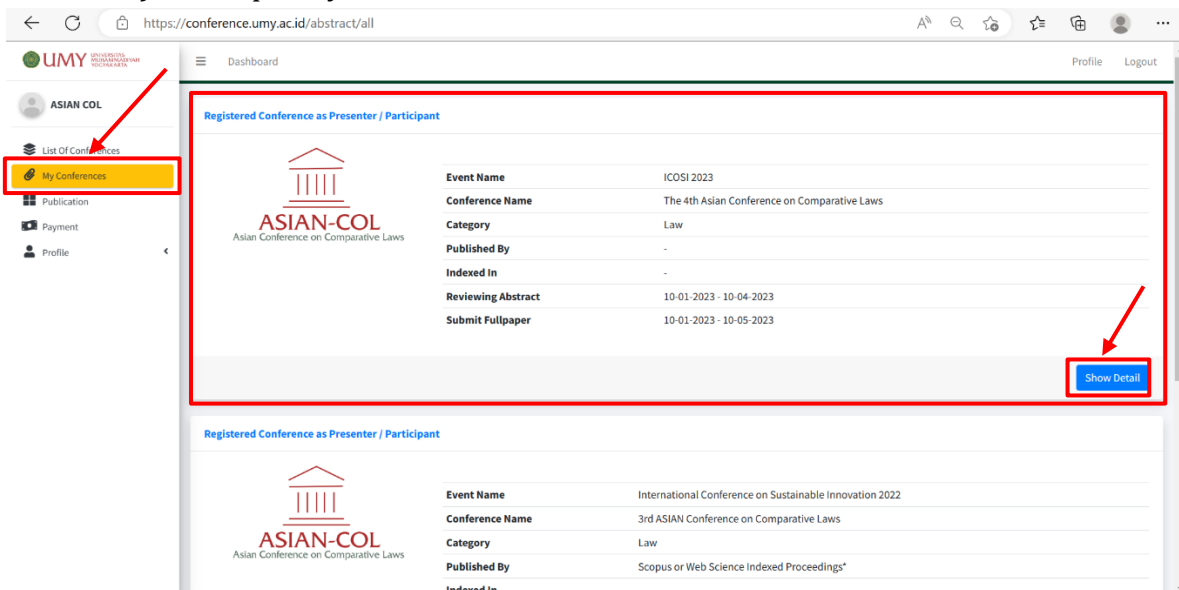 https://conference.umy.ac.id/abstract/all
UMY UNIVERSITAS MUHAMMADIYAH YOGYAKARTA
Dashboard
Profile Logout
ASIAN COL
List Of Conferences
My Conferences
Publication
Payment
Profile
Registered Conference as Presenter / Participant
ASIAN-COL
Asian Conference on Comparative Laws
Event Name ICOSI 2023
Conference Name The 4th Asian Conference on Comparative Laws
Category Law
Published By -
Indexed In -
Reviewing Abstract 10-01-2023 - 10-04-2023
Submit Fullpaper 10-01-2023 - 10-05-2023
Show Detail
Registered Conference as Presenter / Participant
ASIAN-COL
Asian Conference on Comparative Laws
Event Name International Conference on Sustainable Innovation 2022
Conference Name 3rd ASIAN Conference on Comparative Laws
Category Law
Published By Scopus or Web Science Indexed Proceedings*
Indexed In